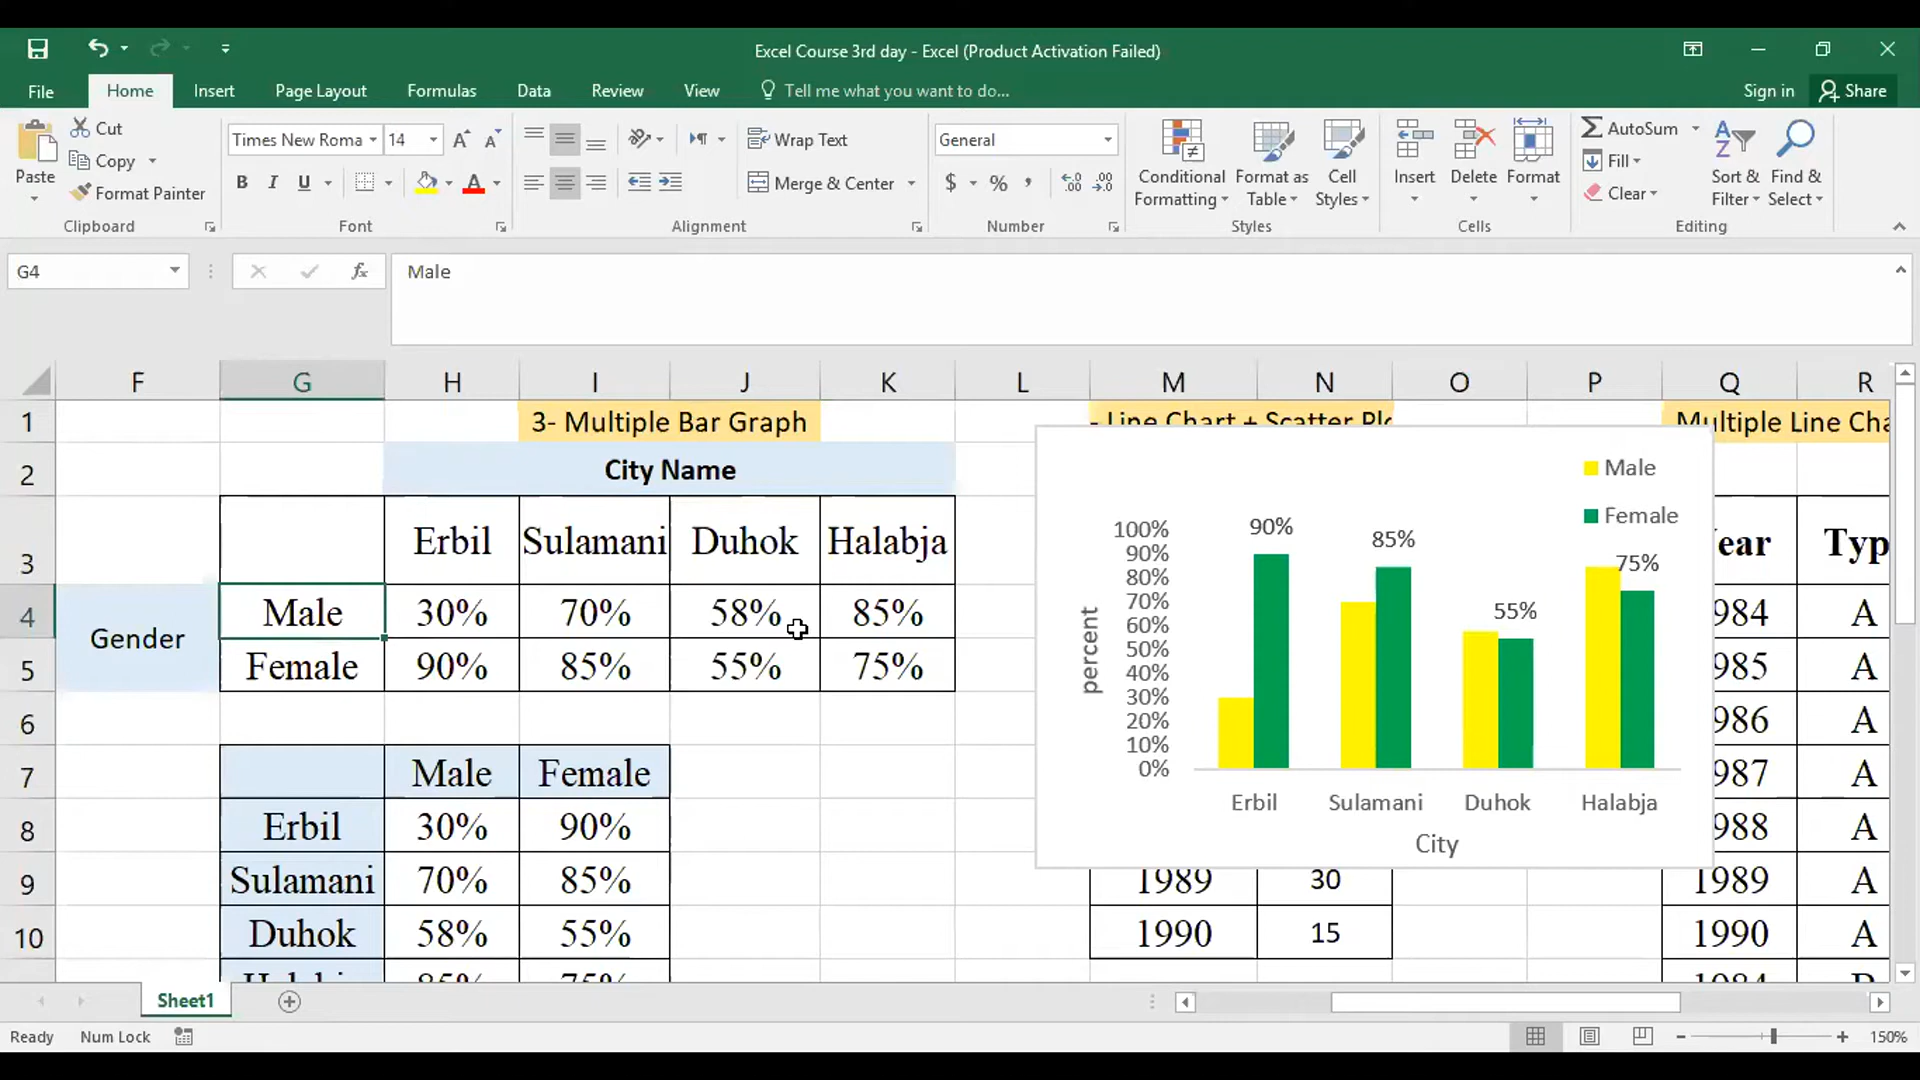 Excel Course 3rd day - Excel (Product Activation Failed)
File Home Insert Page Layout Formulas Data Review View Tell me what you want to do... Sign in Share
Paste
Cut
Copy
Format Painter
Clipboard
Times New Roma 14
B I U A
Font
Wrap Text
Merge & Center
Alignment
General
$ % ,
Number
Conditional Formatting
Format as Table
Cell Styles
Styles
Insert Delete Format
Cells
AutoSum
Fill
Clear
Sort & Filter
Find & Select
Editing
G4 fx Male
F G H I J K L M N O P Q R
1 3- Multiple Bar Graph - Line Chart + Scatter Plo Multiple Line Cha
2 City Name
3 Erbil Sulamani Duhok Halabja ear Typ
4 Gender Male 30% 70% 58% 85% 984 A
5 Female 90% 85% 55% 75% 985 A
6 986 A
7 Male Female 987 A
8 Erbil 30% 90% 988 A
9 Sulamani 70% 85% 1989 30 1989 A
10 Duhok 58% 55% 1990 15 1990 A
Male
Female
percent
100%
90%
80%
70%
60%
50%
40%
30%
20%
10%
0%
90% 85% 55% 75%
Erbil Sulamani Duhok Halabja
City
Sheet1
Ready Num Lock 150%